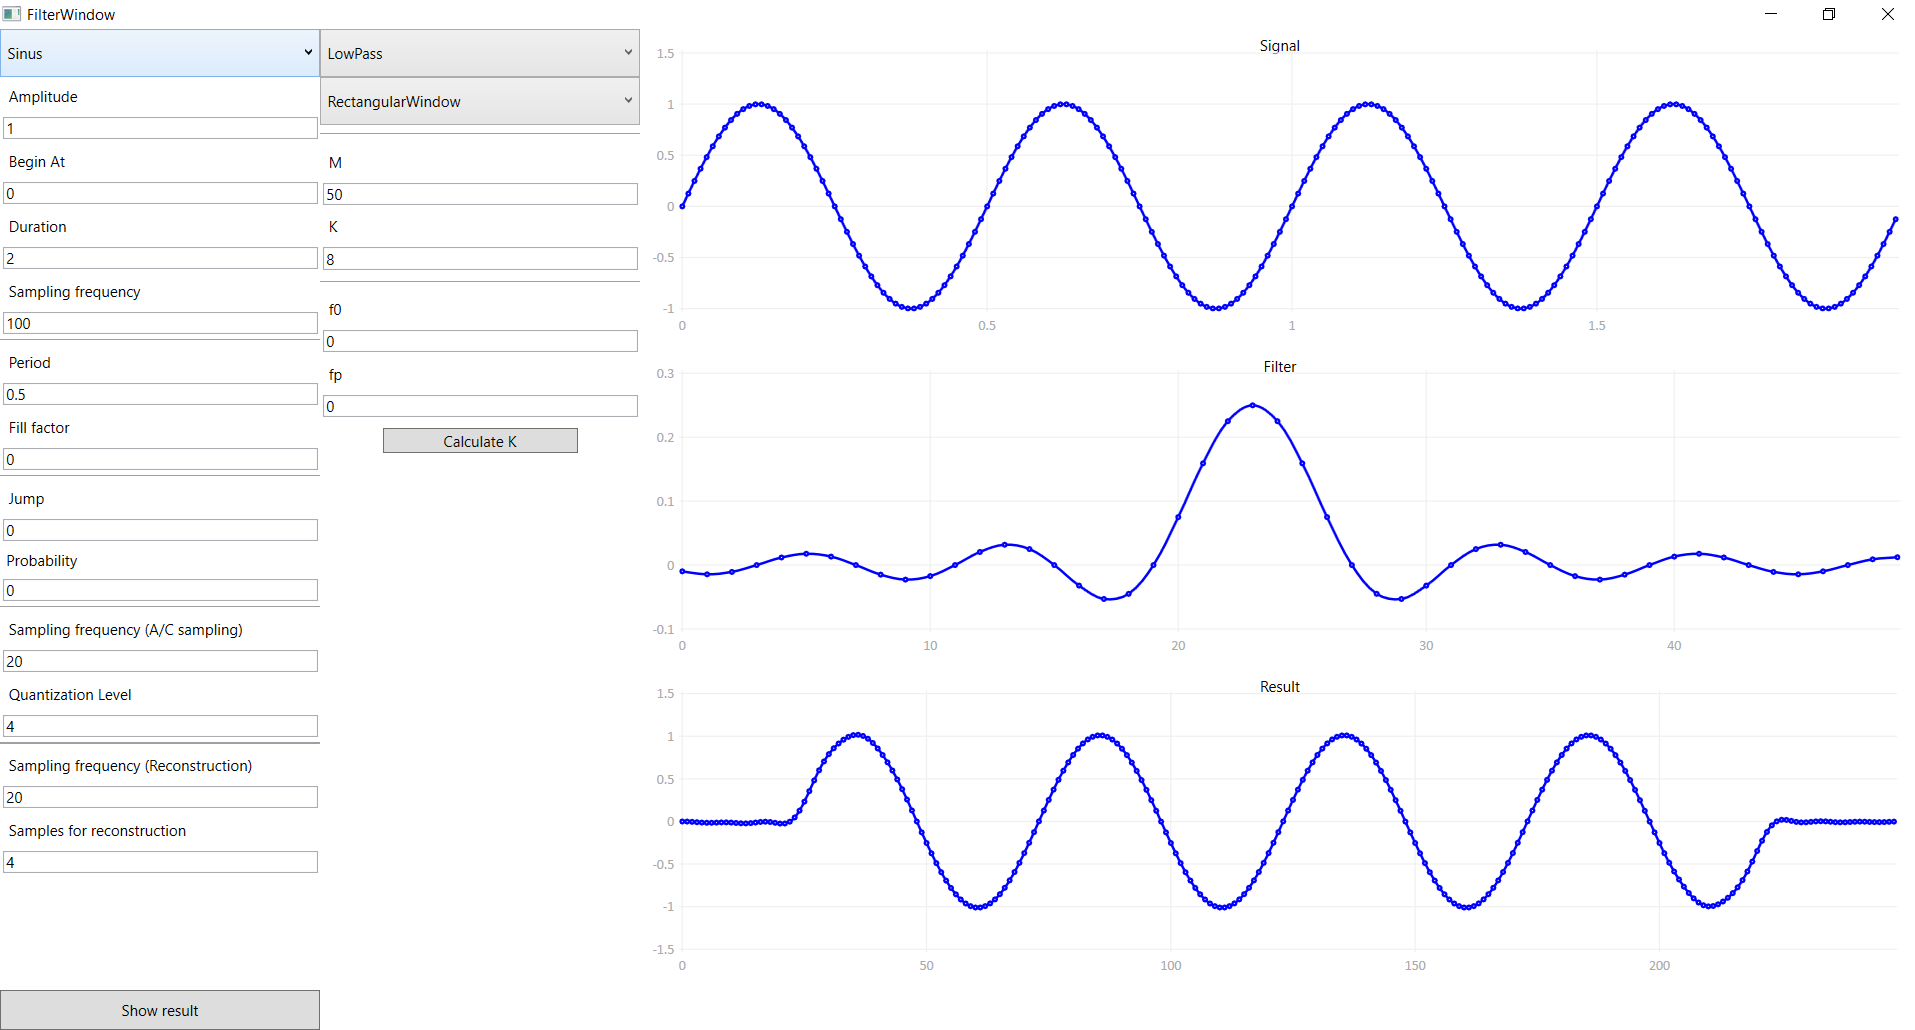 FilterWindow
Sinus
Amplitude
1
Begin At
0
Duration
2
Sampling frequency
100
Period
0.5
Fill factor
0
Jump
0
Probability
0
Sampling frequency (A/C sampling)
20
Quantization Level
4
Sampling frequency (Reconstruction)
20
Samples for reconstruction
4
Show result
LowPass
RectangularWindow
M
50
K
8
f0
0
fp
0
Calculate K
Signal
1.5
1
0.5
0
-0.5
-1
0 0.5 1 1.5
Filter
0.3
0.2
0.1
0
-0.1
0 10 20 30 40
Result
1.5
1
0.5
0
-0.5
-1
-1.5
0 50 100 150 200